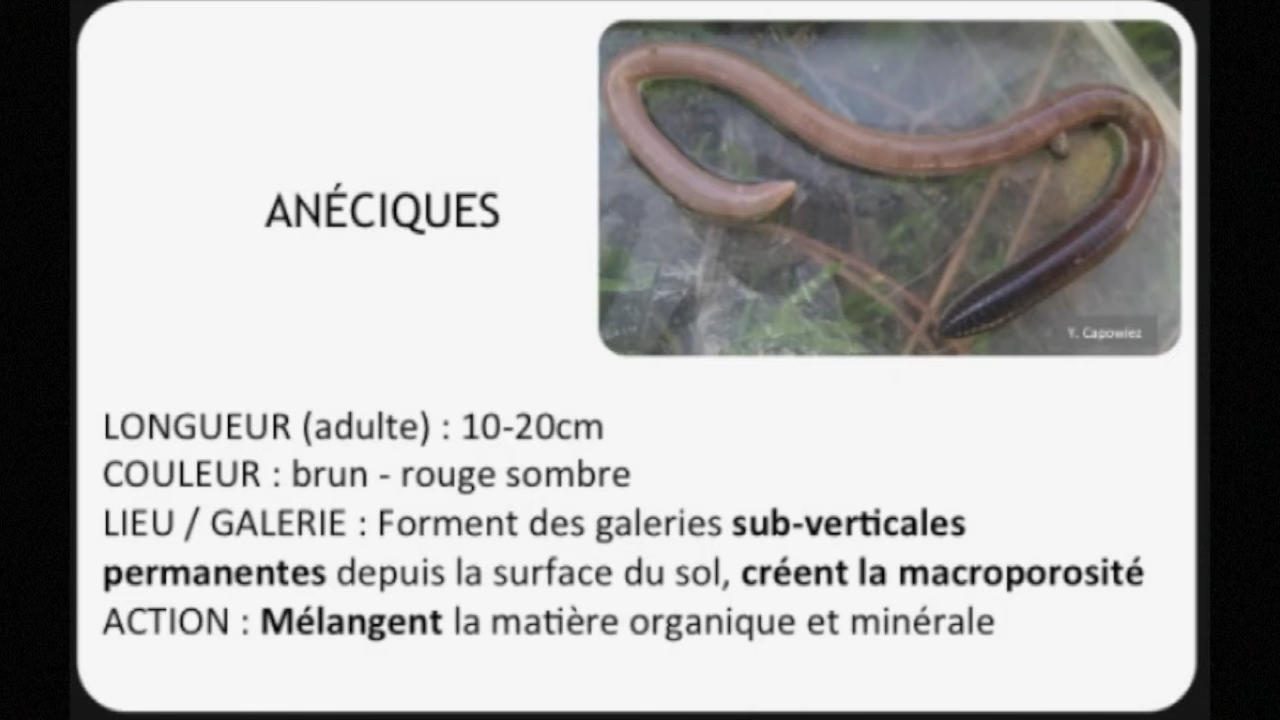 Y. Capowiez
ANÉCIQUES
LONGUEUR (adulte) : 10-20cm
COULEUR : brun - rouge sombre
LIEU / GALERIE : Forment des galeries sub-verticales
permanentes depuis la surface du sol, créent la macroporosité
ACTION : Mélangent la matière organique et minérale